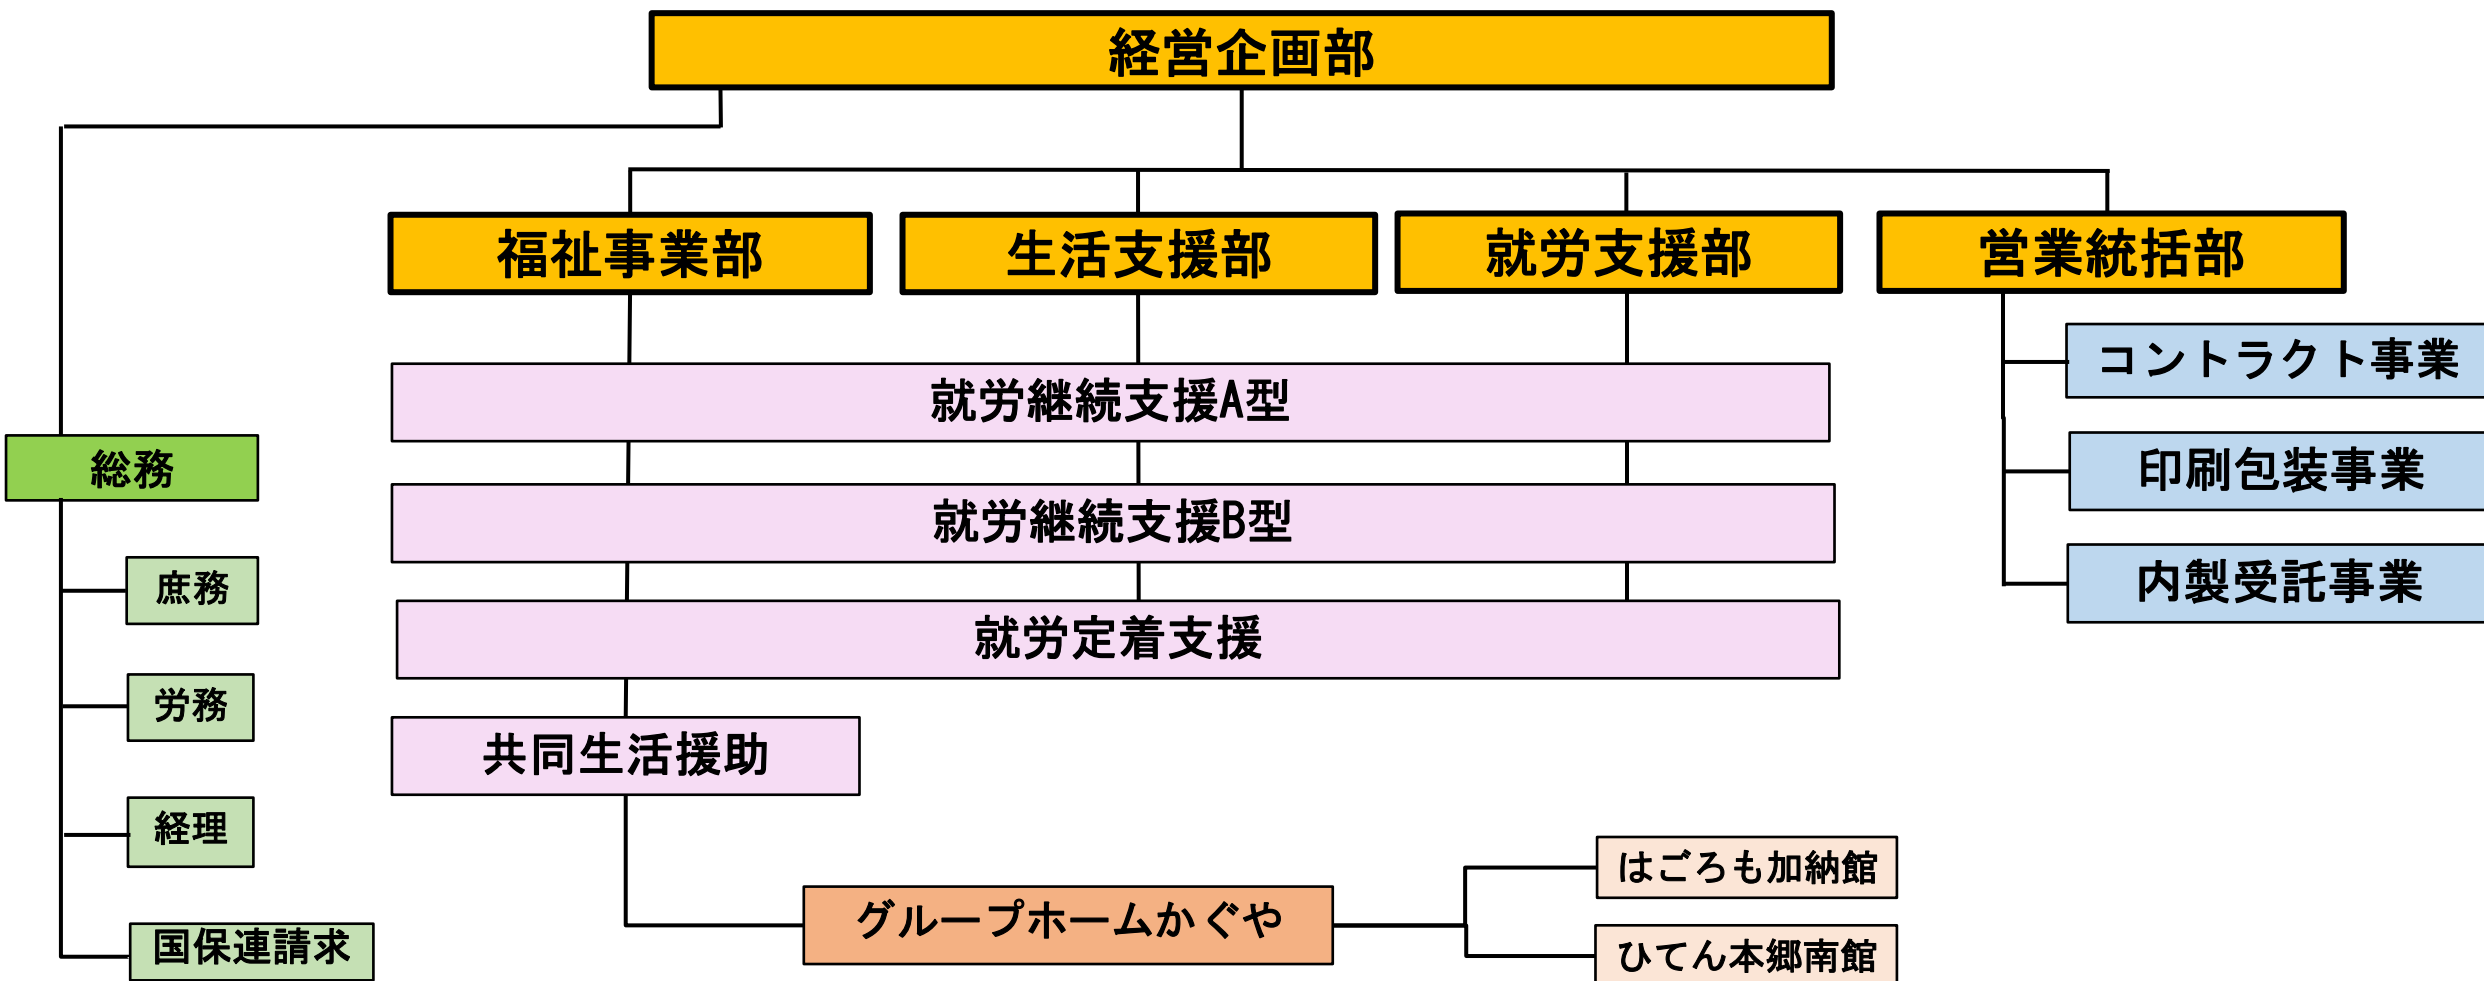 経営企画部
福祉事業部
生活支援部
就労支援部
営業統括部
コントラクト事業
就労継続支援A型
総務
印刷包装事業
就労継続支援B型
庶務
内製受託事業
就労定着支援
労務
共同生活援助
経理
はごろも加納館
グループホームかぐや
国保連請求
ひてん本郷南館